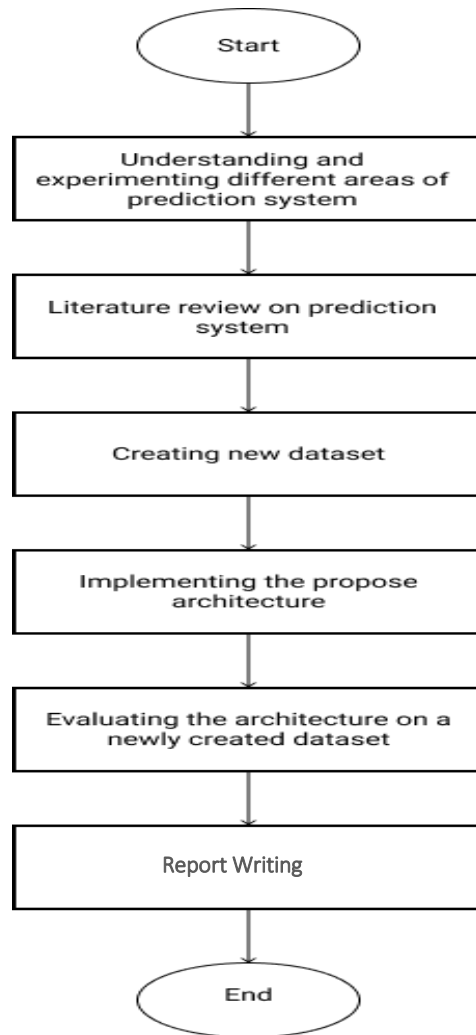 Start
Understanding and
experimenting different areas of
prediction system
Literature review on prediction
system
Creating new dataset
Implementing the propose
architecture
Evaluating the architecture on a
newly created dataset
Report Writing
End